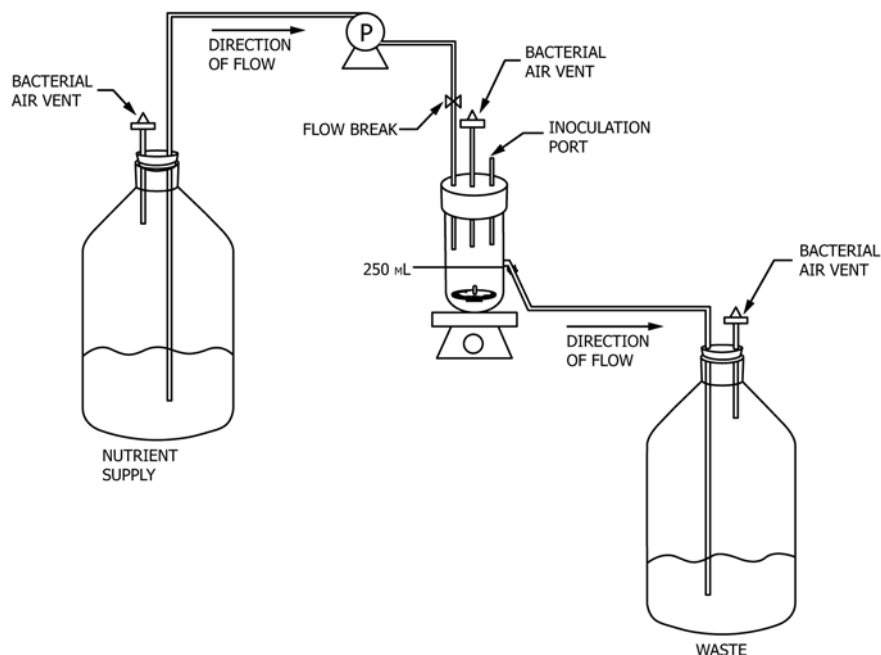 P
DIRECTION
OF FLOW
BACTERIAL
AIR VENT
BACTERIAL
AIR VENT
FLOW BREAK
INOCULATION
PORT
250 мL
BACTERIAL
AIR VENT
DIRECTION
OF FLOW
NUTRIENT
SUPPLY
WASTE